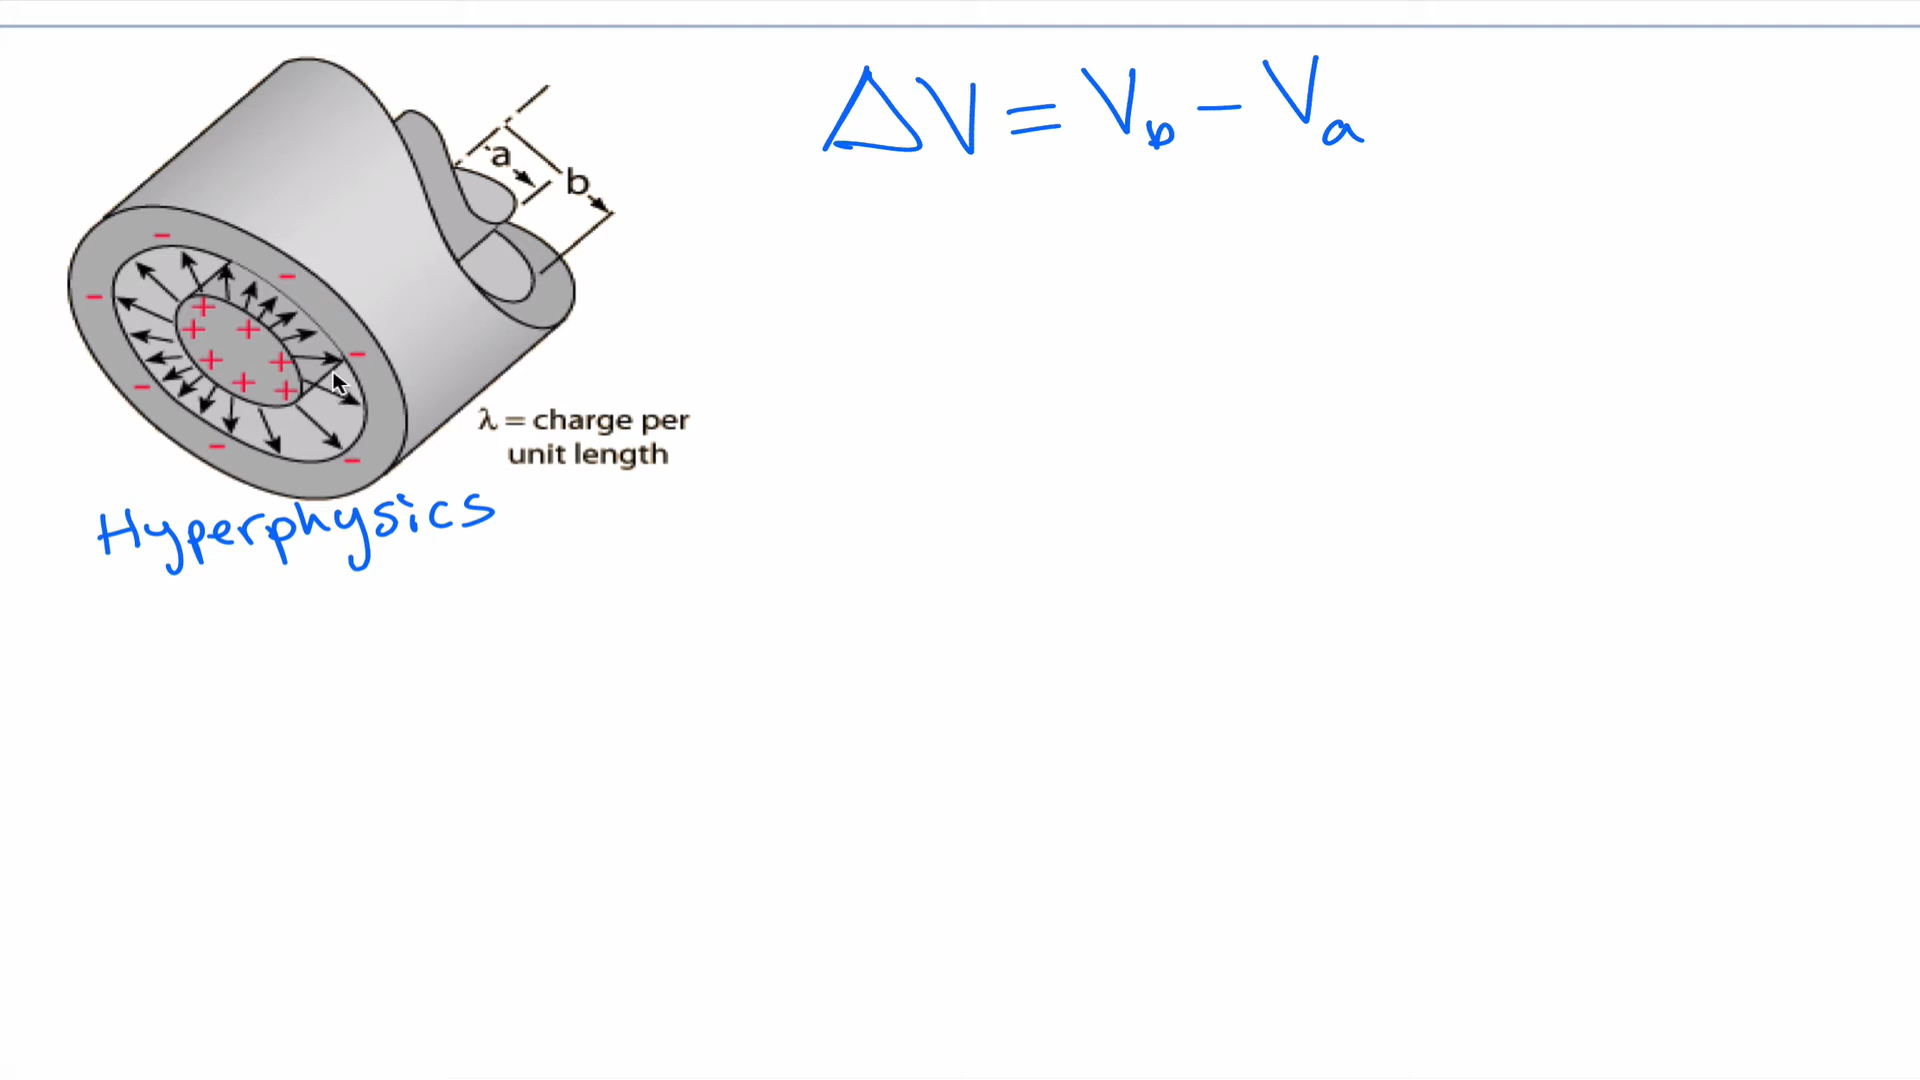 ΔV = V_b - V_a
a
b
λ = charge per
unit length
Hyperphysics